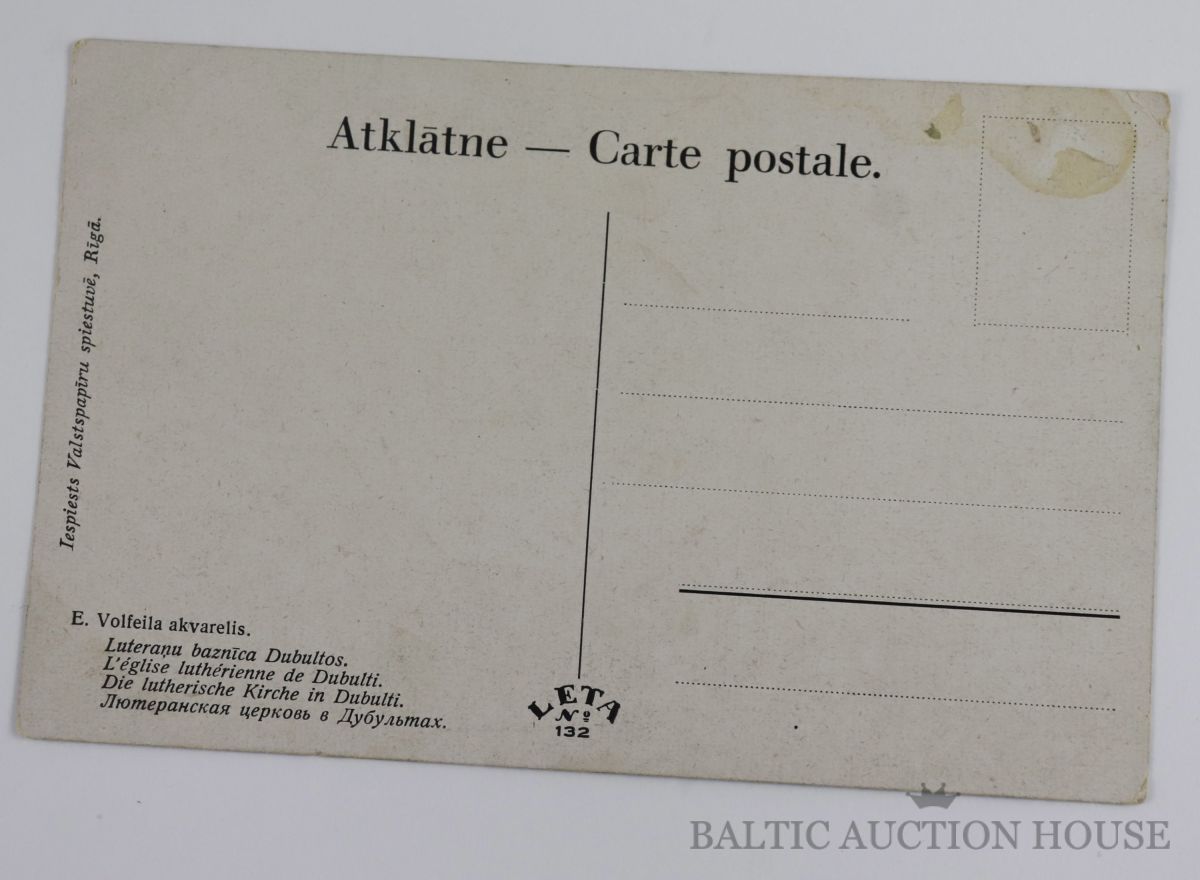 Atklātne — Carte postale.
Iespiests Valstspapīru spiestuvē, Rīgā.
E. Volfeila akvarelis.
Luteraņu baznīca Dubultos.
L'église luthérienne de Dubulti.
Die lutherische Kirche in Dubulti.
Лютеранская церковь в Дубультах.
LETA
№
132
BALTIC AUCTION HOUSE